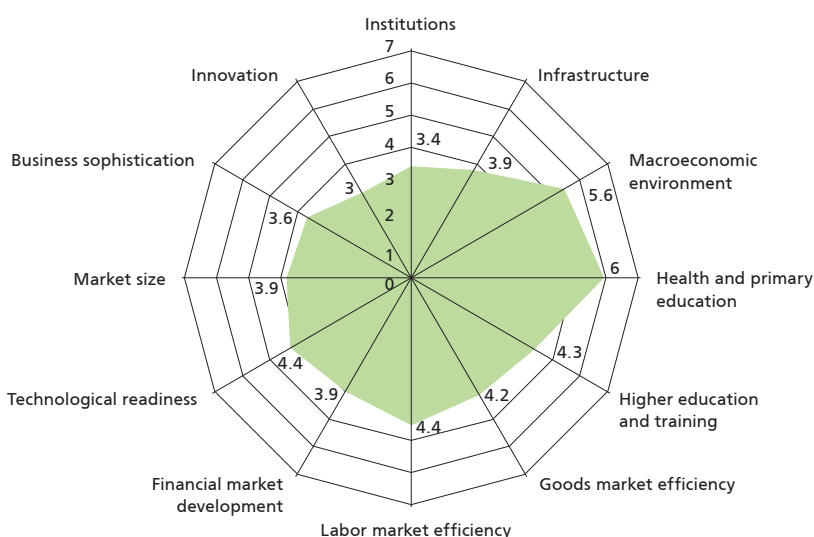 Institutions
7
Innovation
6
Infrastructure
5
4
3.4
Business sophistication
3.9
Macroeconomic
environment
3
3
5.6
3.6
2
1
Market size
0
3.9
6
Health and primary
education
4.3
4.4
Technological readiness
3.9
4.2
Higher education
and training
4.4
Financial market
development
Goods market efficiency
Labor market efficiency